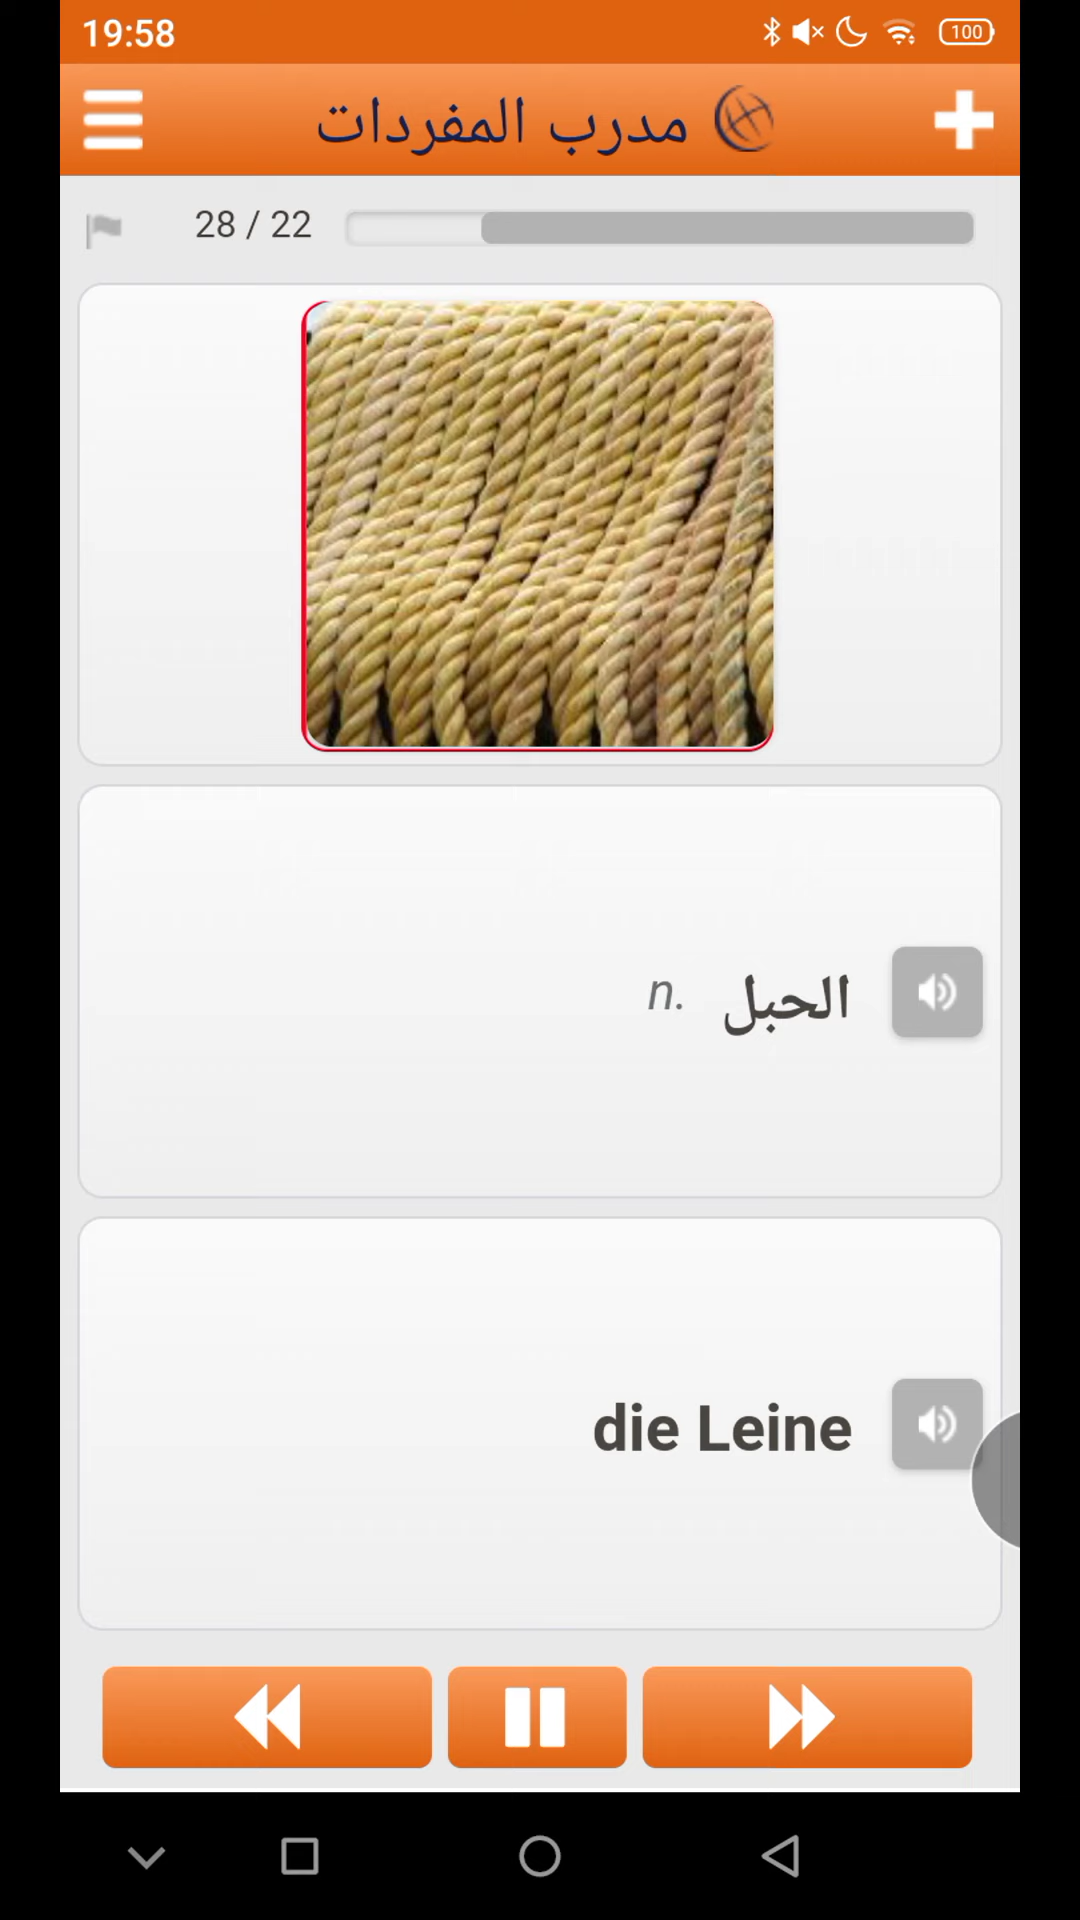 19:58
100
مدرب المفردات
28 / 22
الحبل n.
die Leine